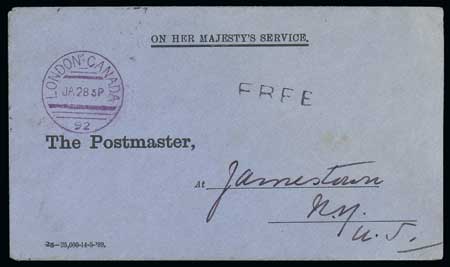 ON HER MAJESTY'S SERVICE.
LONDON-CANADA
JA 28 3P
92
FREE
The Postmaster,
At Jamestown
N.Y.
U.S.